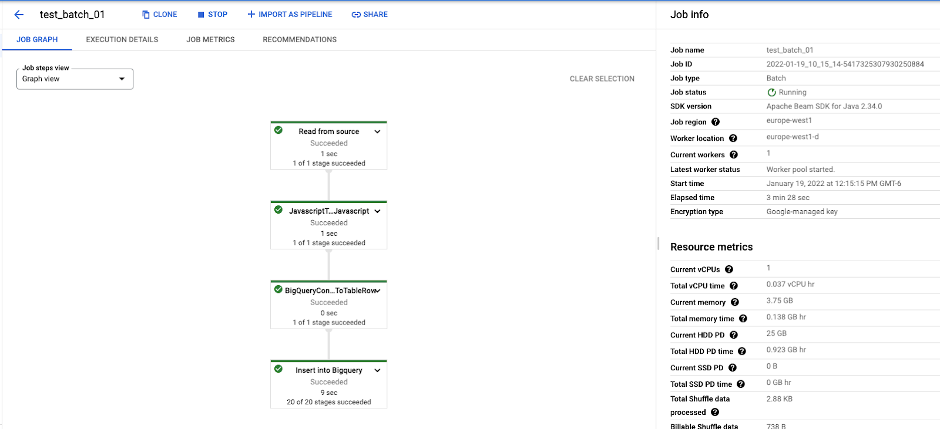 test_batch_01 CLONE STOP IMPORT AS PIPELINE SHARE
JOB GRAPH EXECUTION DETAILS JOB METRICS RECOMMENDATIONS
Job steps view
Graph view
CLEAR SELECTION
Read from source
Succeeded
1 sec
1 of 1 stage succeeded
JavascriptT...Javascript
Succeeded
1 sec
1 of 1 stage succeeded
BigQueryCon...ToTableRow
Succeeded
0 sec
1 of 1 stage succeeded
Insert into Bigquery
Succeeded
9 sec
20 of 20 stages succeeded
Job info
Job name test_batch_01
Job ID 2022-01-19_10_15_14-5417325307930250884
Job type Batch
Job status Running
SDK version Apache Beam SDK for Java 2.34.0
Job region ? europe-west1
Worker location ? europe-west1-d
Current workers ? 1
Latest worker status Worker pool started.
Start time January 19, 2022 at 12:15:15 PM GMT-6
Elapsed time 3 min 28 sec
Encryption type Google-managed key
Resource metrics
Current vCPUs ? 1
Total vCPU time ? 0.037 vCPU hr
Current memory ? 3.75 GB
Total memory time ? 0.138 GB hr
Current HDD PD ? 25 GB
Total HDD PD time ? 0.923 GB hr
Current SSD PD ? 0 B
Total SSD PD time ? 0 GB hr
Total Shuffle data 2.88 KB
processed ?
Billable Shuffle data 738 B